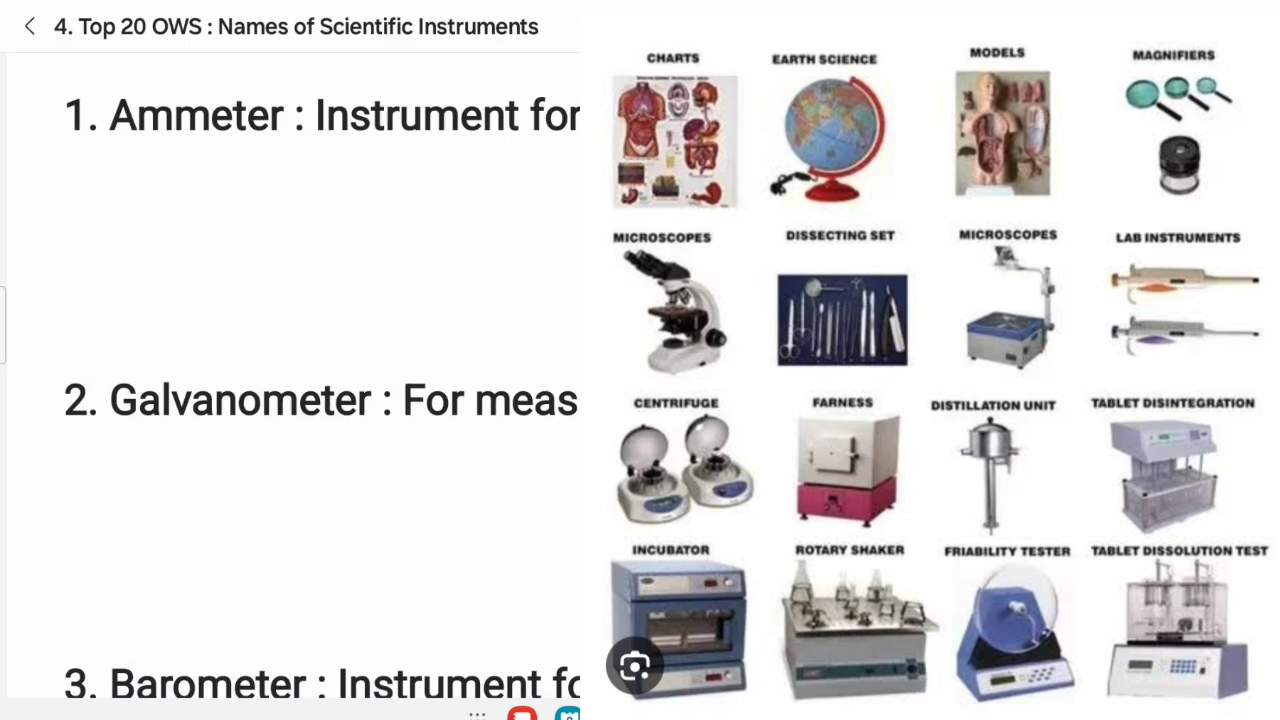 4. Top 20 OWS : Names of Scientific Instruments
1. Ammeter : Instrument for
2. Galvanometer : For meas
3. Barometer : Instrument fo
CHARTS
EARTH SCIENCE
MODELS
MAGNIFIERS
MICROSCOPES
DISSECTING SET
MICROSCOPES
LAB INSTRUMENTS
CENTRIFUGE
FARNESS
DISTILLATION UNIT
TABLET DISINTEGRATION
INCUBATOR
ROTARY SHAKER
FRIABILITY TESTER
TABLET DISSOLUTION TEST